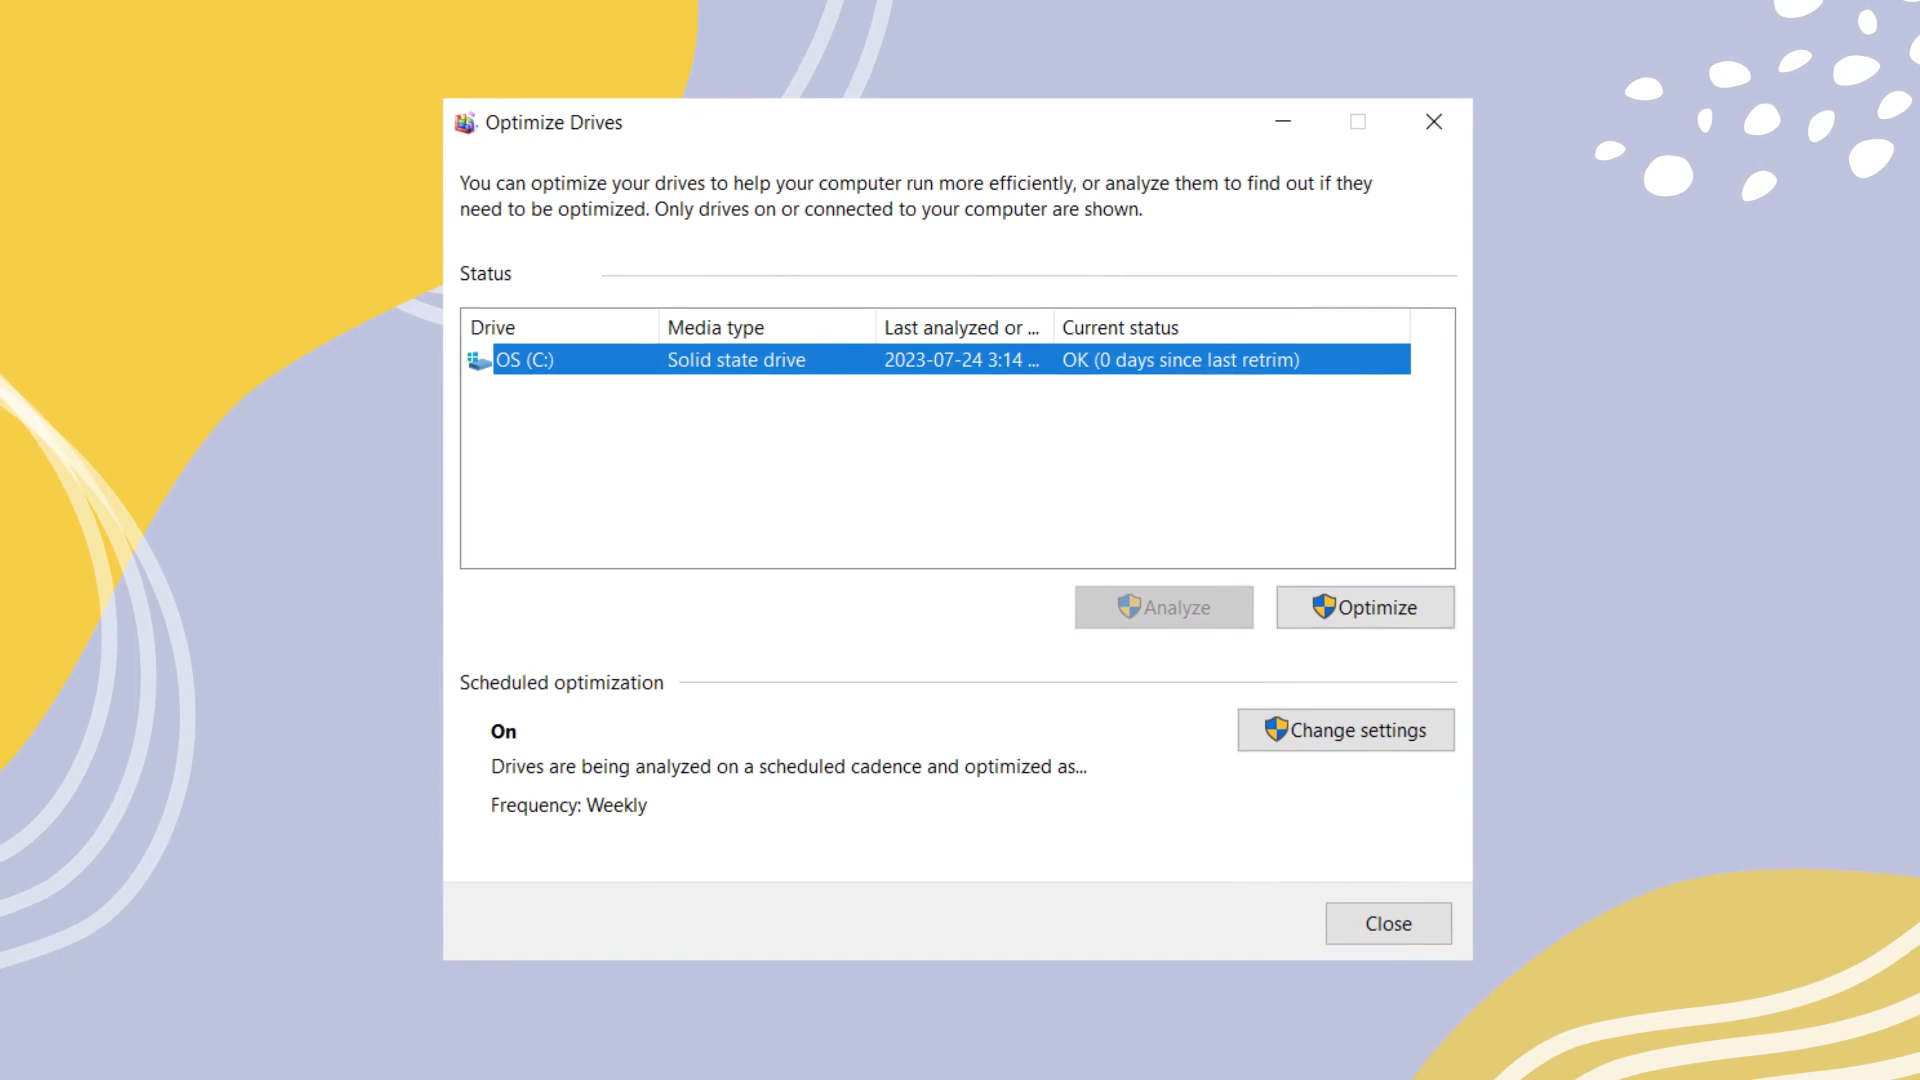 Optimize Drives
You can optimize your drives to help your computer run more efficiently, or analyze them to find out if they
need to be optimized. Only drives on or connected to your computer are shown.
Status
Drive Media type Last analyzed or ... Current status
OS (C:) Solid state drive 2023-07-24 3:14 ... OK (0 days since last retrim)
Analyze Optimize
Scheduled optimization
On
Change settings
Drives are being analyzed on a scheduled cadence and optimized as...
Frequency: Weekly
Close